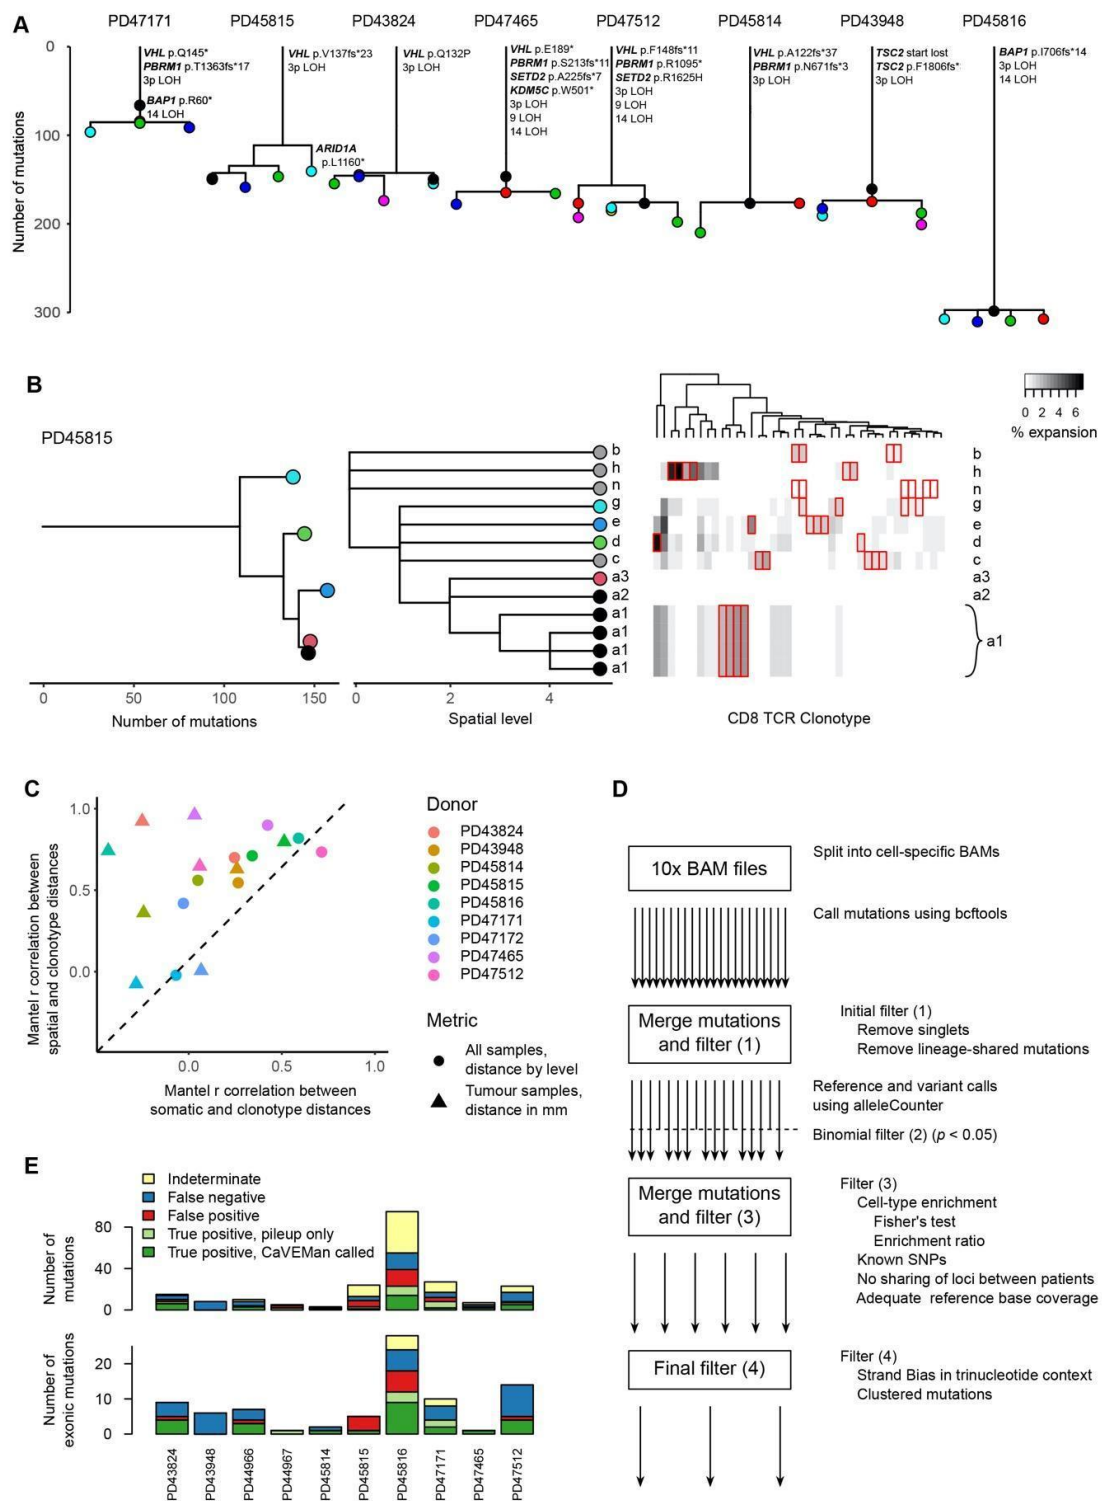 A
PD47171 PD45815 PD43824 PD47465 PD47512 PD45814 PD43948 PD45816
Number of mutations
0
100
200
300
VHL p.Q145*
PBRM1 p.T1363fs*17
3p LOH
BAP1 p.R60*
14 LOH
VHL p.V137fs*23
3p LOH
VHL p.Q132P
3p LOH
ARID1A
p.L1160*
VHL p.E189*
PBRM1 p.S213fs*11
SETD2 p.A225fs*7
KDM5C p.W501*
3p LOH
9 LOH
14 LOH
VHL p.F148fs*11
PBRM1 p.R1095*
SETD2 p.R1625H
3p LOH
9 LOH
14 LOH
VHL p.A122fs*37
PBRM1 p.N671fs*3
3p LOH
TSC2 start lost
TSC2 p.F1806fs*
3p LOH
BAP1 p.I706fs*14
3p LOH
14 LOH
B
PD45815
0 50 100 150
Number of mutations
b
h
n
g
e
d
c
a3
a2
a1
a1
a1
a1
0 2 4
Spatial level
0 2 4 6
% expansion
b
h
n
g
e
d
c
a3
a2
a1
CD8 TCR Clonotype
C
Mantel r correlation between
spatial and clonotype distances
1.0
0.5
0.0
0.0 0.5 1.0
Mantel r correlation between
somatic and clonotype distances
Donor
PD43824
PD43948
PD45814
PD45815
PD45816
PD47171
PD47172
PD47465
PD47512
Metric
All samples,
distance by level
Tumour samples,
distance in mm
D
10x BAM files
Split into cell-specific BAMs
Call mutations using bcftools
Merge mutations
and filter (1)
Initial filter (1)
Remove singlets
Remove lineage-shared mutations
Reference and variant calls
using alleleCounter
Binomial filter (2) (p < 0.05)
Merge mutations
and filter (3)
Filter (3)
Cell-type enrichment
Fisher's test
Enrichment ratio
Known SNPs
No sharing of loci between patients
Adequate reference base coverage
Final filter (4)
Filter (4)
Strand Bias in trinucleotide context
Clustered mutations
E
Indeterminate
False negative
False positive
True positive, pileup only
True positive, CaVEMan called
Number of
mutations
80
40
0
Number of
exonic mutations
20
10
0
PD43824
PD43948
PD44966
PD44967
PD45814
PD45815
PD45816
PD47171
PD47465
PD47512